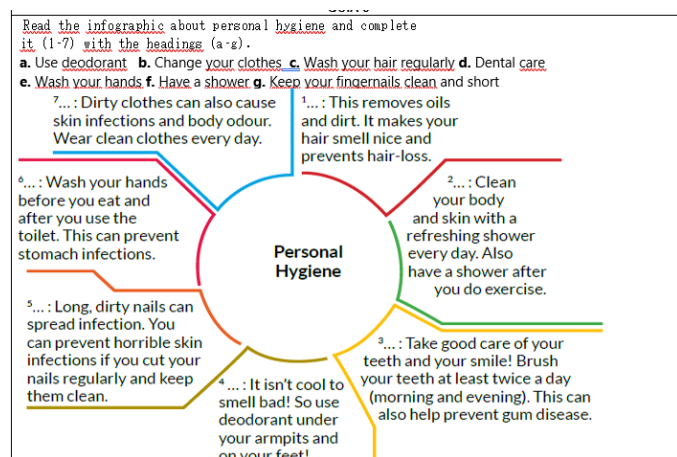 Read the infographic about personal hygiene and complete
it (1-7) with the headings (a-g).
a. Use deodorant b. Change your clothes c. Wash your hair regularly d. Dental care
e. Wash your hands f. Have a shower g. Keep your fingernails clean and short
7... : Dirty clothes can also cause
skin infections and body odour.
Wear clean clothes every day.
1... : This removes oils
and dirt. It makes your
hair smell nice and
prevents hair-loss.
6... : Wash your hands
before you eat and
after you use the
toilet. This can prevent
stomach infections.
2... : Clean
your body
and skin with a
refreshing shower
every day. Also
have a shower after
you do exercise.
Personal
Hygiene
5... : Long, dirty nails can
spread infection. You
can prevent horrible skin
infections if you cut your
nails regularly and keep
them clean.
3... : Take good care of your
teeth and your smile! Brush
your teeth at least twice a day
(morning and evening). This can
also help prevent gum disease.
4 ... : It isn't cool to
smell bad! So use
deodorant under
your armpits and
on your feet!